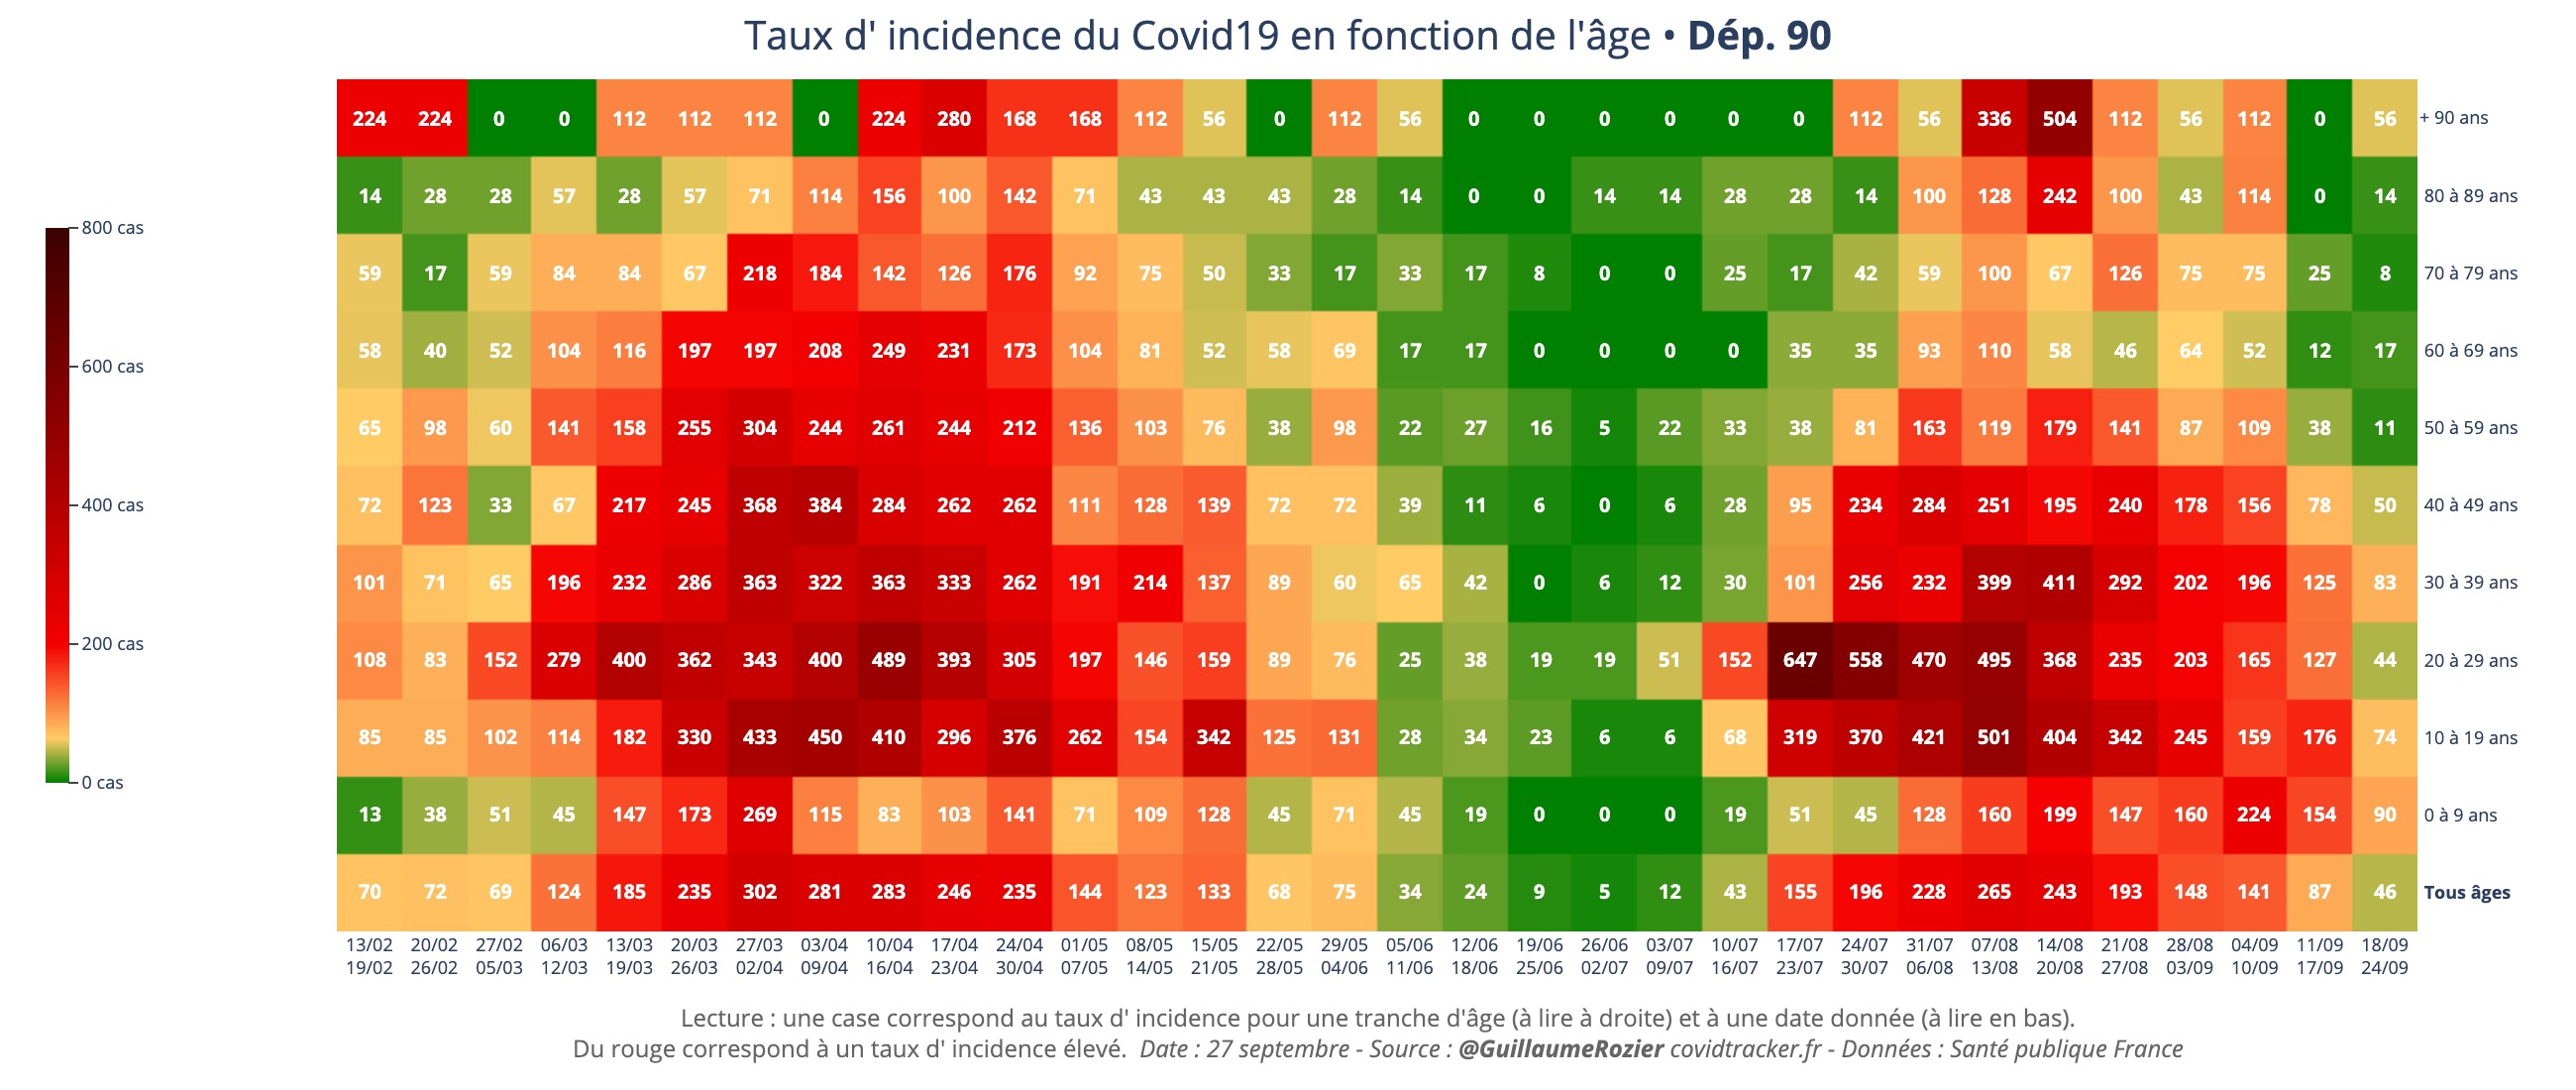 Taux d' incidence du Covid19 en fonction de l'âge • Dép. 90
224 224 0 0 112 112 112 0 224 280 168 168 112 56 0 112 56 0 0 0 0 0 0 112 56 336 504 112 56 112 0 56 + 90 ans
14 28 28 57 28 57 71 114 156 100 142 71 43 43 43 28 14 0 0 14 14 28 28 14 100 128 242 100 43 114 0 14 80 à 89 ans
800 cas
59 17 59 84 84 67 218 184 142 126 176 92 75 50 33 17 33 17 8 0 0 25 17 42 59 100 67 126 75 75 25 8 70 à 79 ans
58 40 52 104 116 197 197 208 249 231 173 104 81 52 58 69 17 17 0 0 0 0 35 35 93 110 58 46 64 52 12 17 60 à 69 ans
600 cas
65 98 60 141 158 255 304 244 261 244 212 136 103 76 38 98 22 27 16 5 22 33 38 81 163 119 179 141 87 109 38 11 50 à 59 ans
400 cas
72 123 33 67 217 245 368 384 284 262 262 111 128 139 72 72 39 11 6 0 6 28 95 234 284 251 195 240 178 156 78 50 40 à 49 ans
101 71 65 196 232 286 363 322 363 333 262 191 214 137 89 60 65 42 0 6 12 30 101 256 232 399 411 292 202 196 125 83 30 à 39 ans
200 cas
108 83 152 279 400 362 343 400 489 393 305 197 146 159 89 76 25 38 19 19 51 152 647 558 470 495 368 235 203 165 127 44 20 à 29 ans
85 85 102 114 182 330 433 450 410 296 376 262 154 342 125 131 28 34 23 6 6 68 319 370 421 501 404 342 245 159 176 74 10 à 19 ans
0 cas
13 38 51 45 147 173 269 115 83 103 141 71 109 128 45 71 45 19 0 0 0 19 51 45 128 160 199 147 160 224 154 90 0 à 9 ans
70 72 69 124 185 235 302 281 283 246 235 144 123 133 68 75 34 24 9 5 12 43 155 196 228 265 243 193 148 141 87 46 Tous âges
13/02 20/02 27/02 06/03 13/03 20/03 27/03 03/04 10/04 17/04 24/04 01/05 08/05 15/05 22/05 29/05 05/06 12/06 19/06 26/06 03/07 10/07 17/07 24/07 31/07 07/08 14/08 21/08 28/08 04/09 11/09 18/09
19/02 26/02 05/03 12/03 19/03 26/03 02/04 09/04 16/04 23/04 30/04 07/05 14/05 21/05 28/05 04/06 11/06 18/06 25/06 02/07 09/07 16/07 23/07 30/07 06/08 13/08 20/08 27/08 03/09 10/09 17/09 24/09
Lecture : une case correspond au taux d' incidence pour une tranche d'âge (à lire à droite) et à une date donnée (à lire en bas).
Du rouge correspond à un taux d' incidence élevé. Date : 27 septembre - Source : @GuillaumeRozier covidtracker.fr - Données : Santé publique France